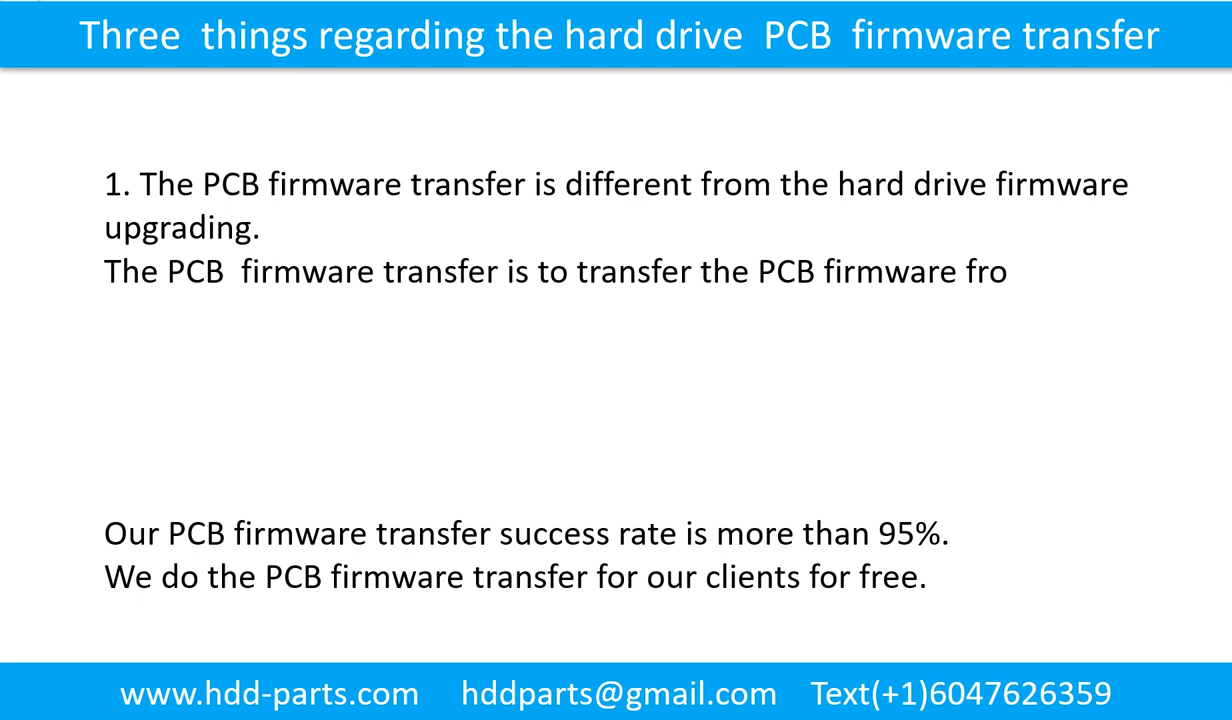 Three things regarding the hard drive PCB firmware transfer
1. The PCB firmware transfer is different from the hard drive firmware
upgrading.
The PCB firmware transfer is to transfer the PCB firmware fro
Our PCB firmware transfer success rate is more than 95%.
We do the PCB firmware transfer for our clients for free.
www.hdd-parts.com hddparts@gmail.com Text(+1)6047626359